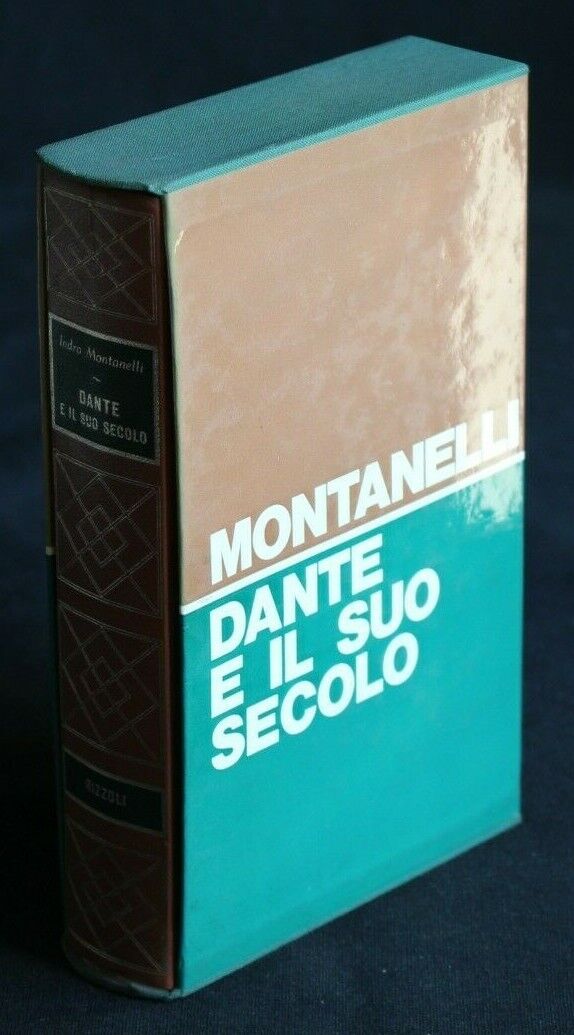 Indro Montanelli
~
DANTE
E IL SUO SECOLO
RIZZOLI
MONTANELLI
DANTE
E IL SUO
SECOLO